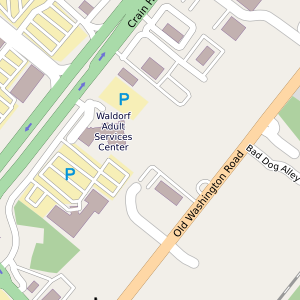 Crain H
P
Waldorf
Adult
Services
Center
Bad Dog Alley
P
Old Washington Road